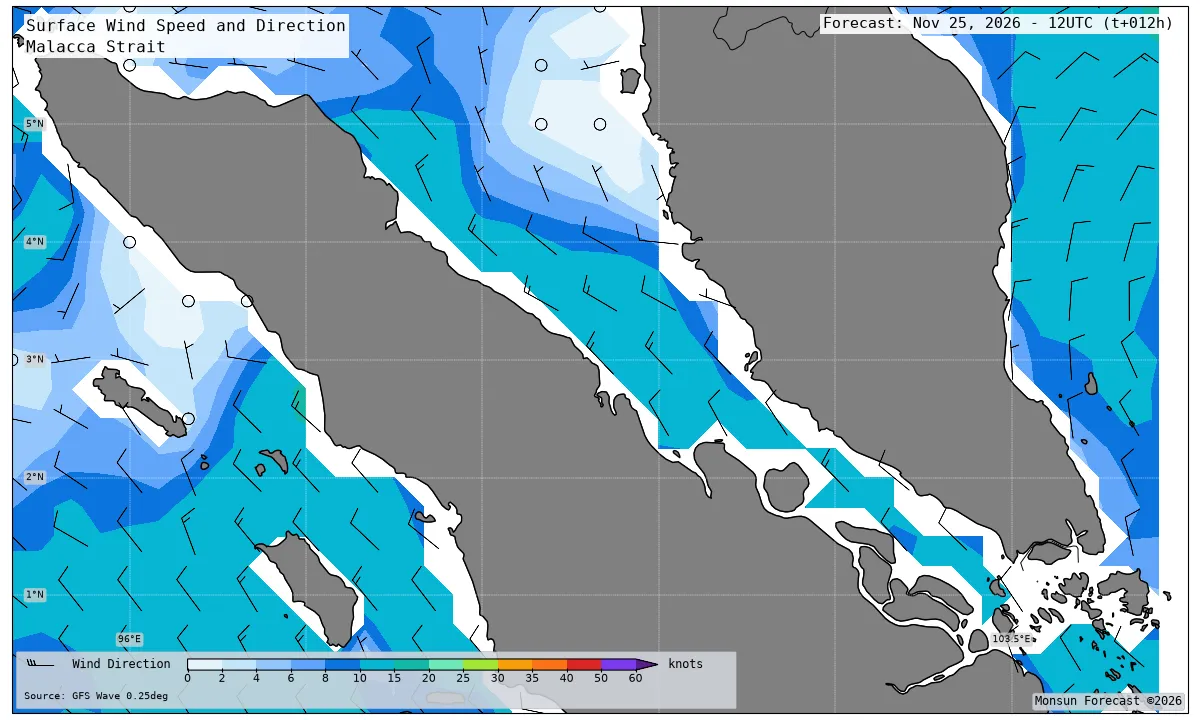 Surface Wind Speed and Direction
Malacca Strait
Forecast: Nov 25, 2026 - 12UTC (t+012h)
5°N
4°N
3°N
2°N
1°N
96°E
103.5°E
Wind Direction
knots
0 2 4 6 8 10 15 20 25 30 35 40 50 60
Source: GFS Wave 0.25deg
Monsun Forecast ©2026